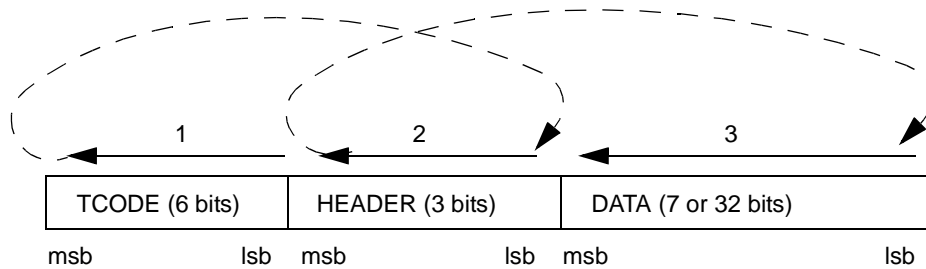 1 2 3
TCODE (6 bits) HEADER (3 bits) DATA (7 or 32 bits)
msb lsb msb lsb msb lsb